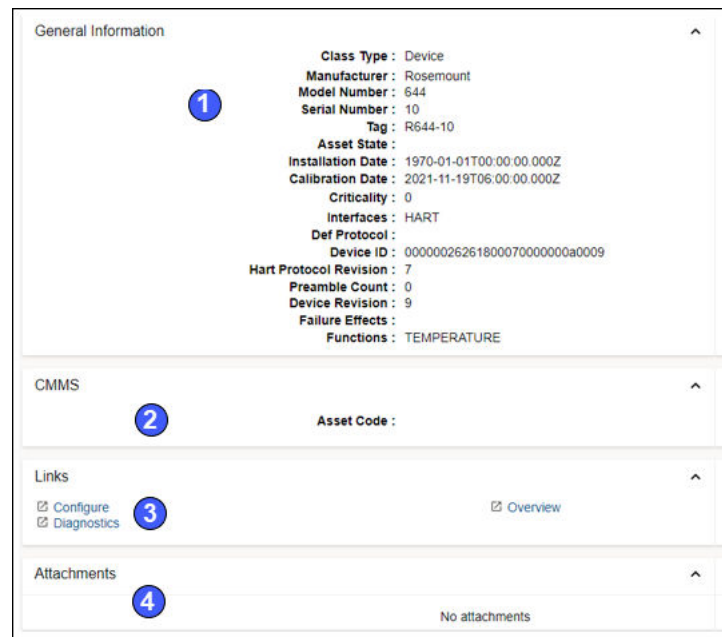 General Information
1
Class Type : Device
Manufacturer : Rosemount
Model Number : 644
Serial Number : 10
Tag : R644-10
Asset State :
Installation Date : 1970-01-01T00:00:00.000Z
Calibration Date : 2021-11-19T06:00:00.000Z
Criticality : 0
Interfaces : HART
Def Protocol :
Device ID : 00000026261800070000000a0009
Hart Protocol Revision : 7
Preamble Count : 0
Device Revision : 9
Failure Effects :
Functions : TEMPERATURE
CMMS
2
Asset Code :
Links
Configure 3 Overview
Diagnostics
Attachments
4
No attachments